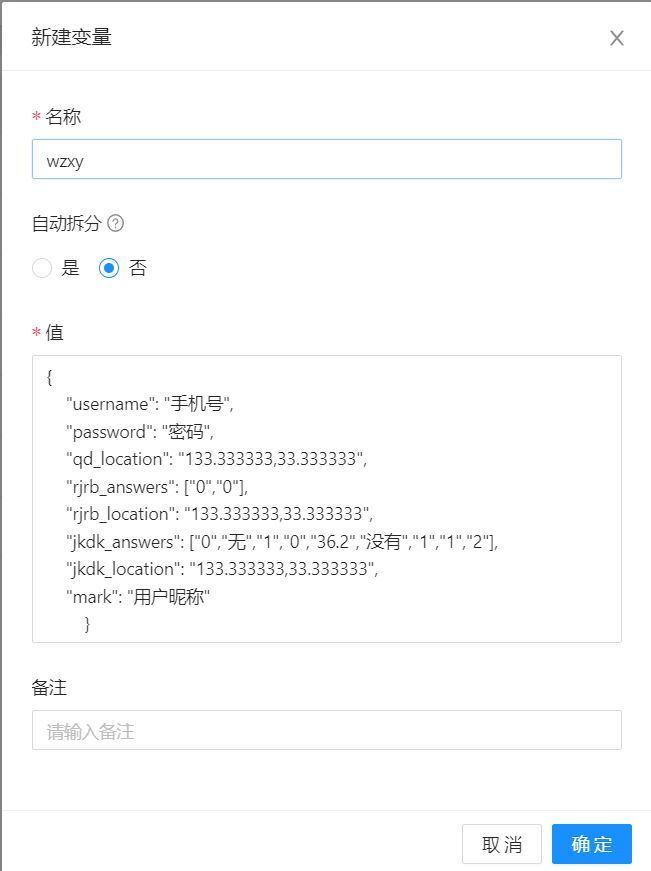 新建变量
* 名称
wzxy
自动拆分
是 否
* 值
{
"username": "手机号",
"password": "密码",
"qd_location": "133.333333,33.333333",
"rjrb_answers": ["0","0"],
"rjrb_location": "133.333333,33.333333",
"jkdk_answers": ["0","无","1","0","36.2","没有","1","1","2"],
"jkdk_location": "133.333333,33.333333",
"mark": "用户昵称"
}
备注
请输入备注
取消 确定